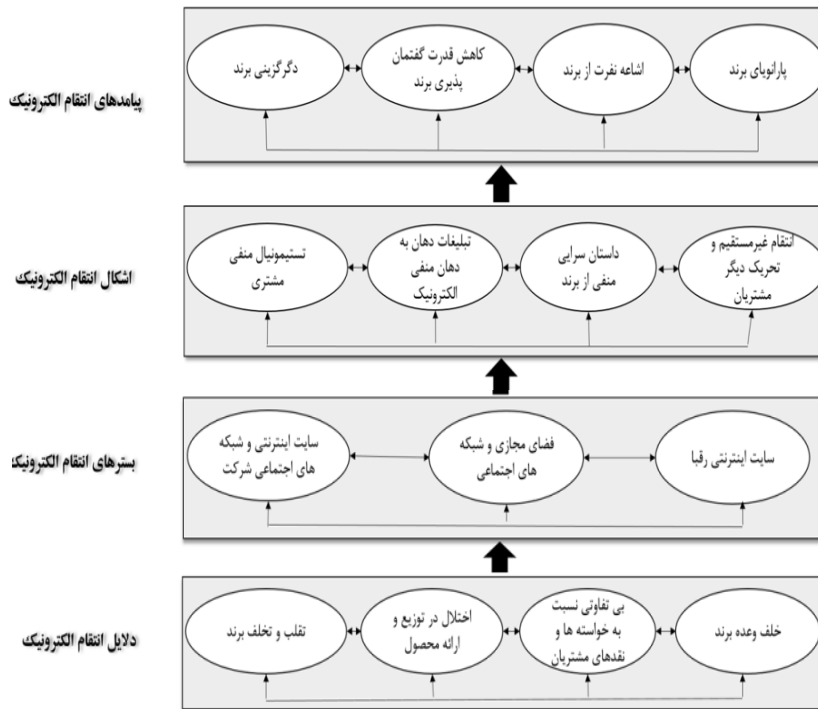 پیامدهای انتقام الکترونیک
پارانویای برند
اشاعه نفرت از برند
کاهش قدرت گفتمان
پذیری برند
دگرگزینی برند
اشکال انتقام الکترونیک
انتقام غیرمستقیم و
تحریک دیگر
مشتریان
داستان سرایی
منفی از برند
تبلیغات دهان به
دهان منفی
الکترونیک
تستیمونیال منفی
مشتری
بسترهای انتقام الکترونیک
سایت اینترنتی رقبا
فضای مجازی و شبکه
های اجتماعی
سایت اینترنتی و شبکه
های اجتماعی شرکت
دلایل انتقام الکترونیک
خلف وعده برند
بی تفاوتی نسبت
به خواسته ها و
نقدهای مشتریان
اختلال در توزیع و
ارائه محصول
تقلب و تخلف برند